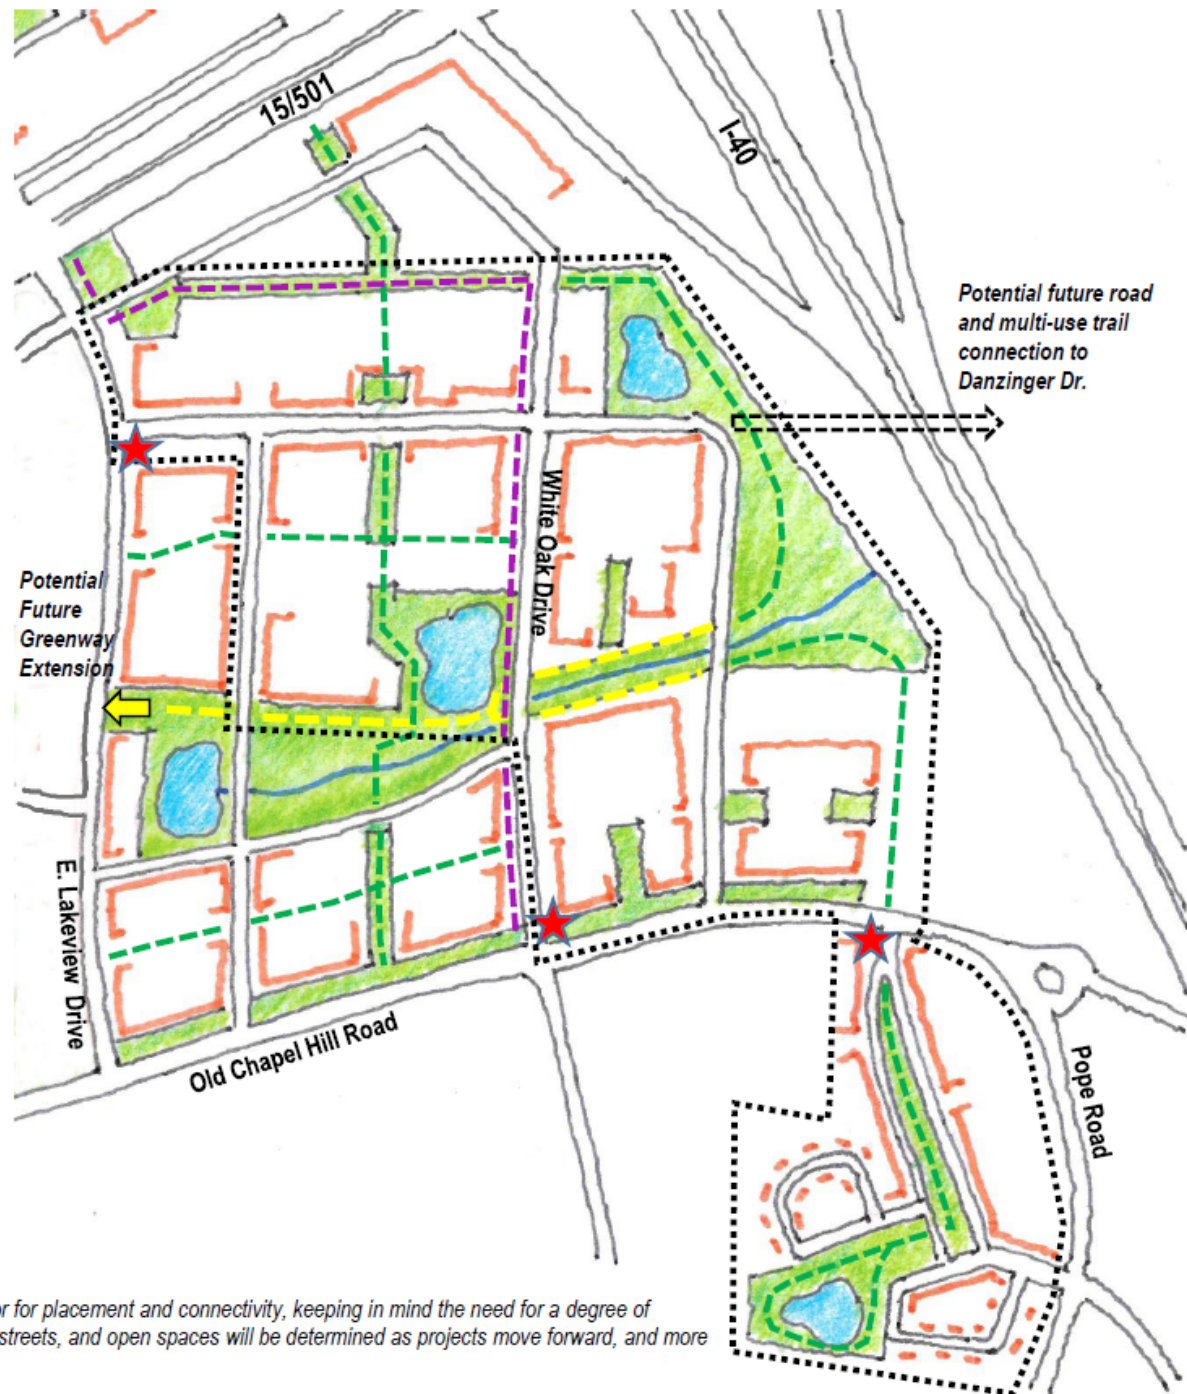 15/501
I-40
Potential future road
and multi-use trail
connection to
Danzinger Dr.
White Oak Drive
Potential
Future
Greenway
Extension
E. Lakeview Drive
Old Chapel Hill Road
Pope Road
or for placement and connectivity, keeping in mind the need for a degree of
streets, and open spaces will be determined as projects move forward, and more